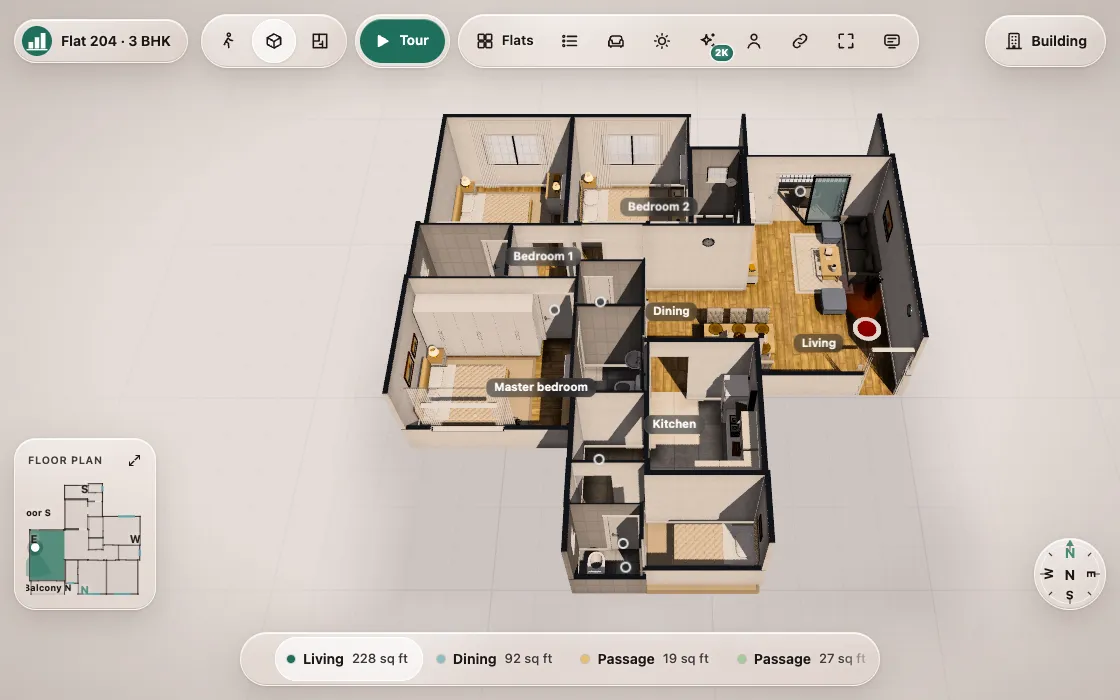 Flat 204 · 3 BHK
Tour
Flats
2K
Building
Bedroom 2
Bedroom 1
Dining
Living
Master bedroom
Kitchen
FLOOR PLAN
S
oor S
E
W
Balcony N
N
N
W
N
E
S
Living 228 sq ft
Dining 92 sq ft
Passage 19 sq ft
Passage 27 sq ft